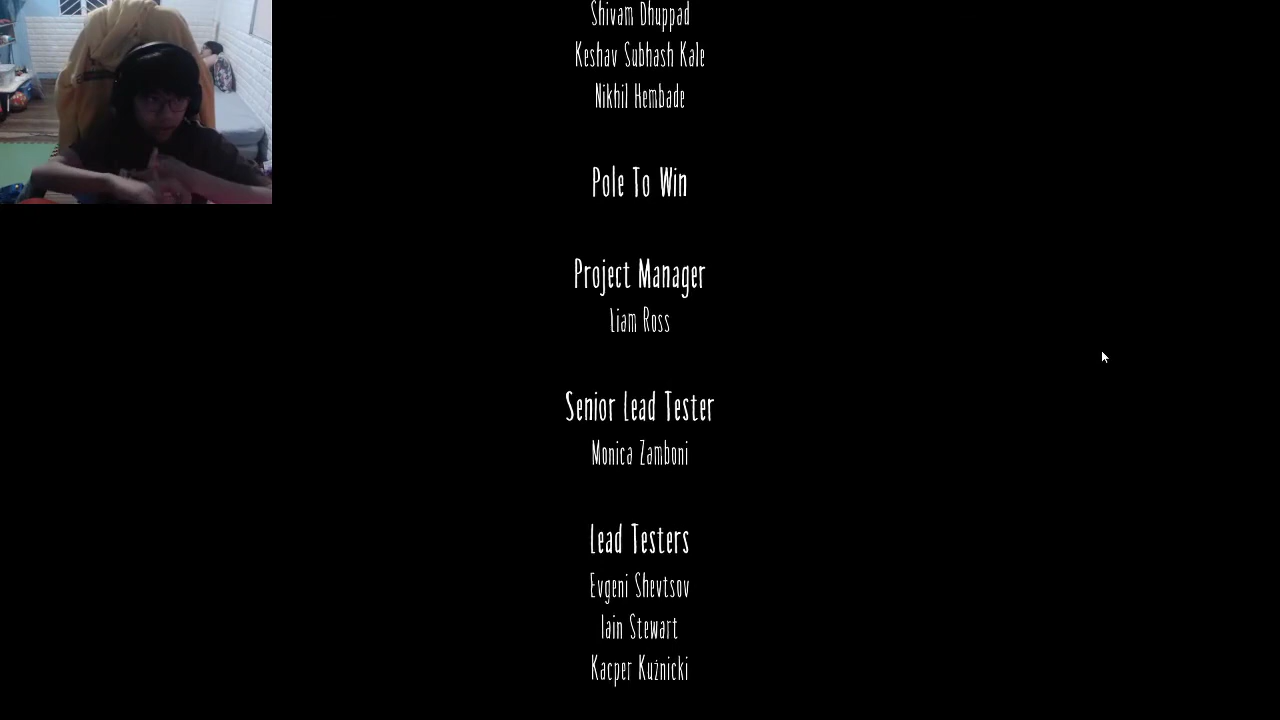 Shivam Dhuppad
Keshav Subhash Kale
Nikhil Hembade
Pole To Win
Project Manager
Liam Ross
Senior Lead Tester
Monica Zamboni
Lead Testers
Evgeni Shevtsov
Iain Stewart
Kacper Kuźnicki